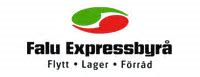 Falu Expressbyrå
Flytt • Lager • Förråd